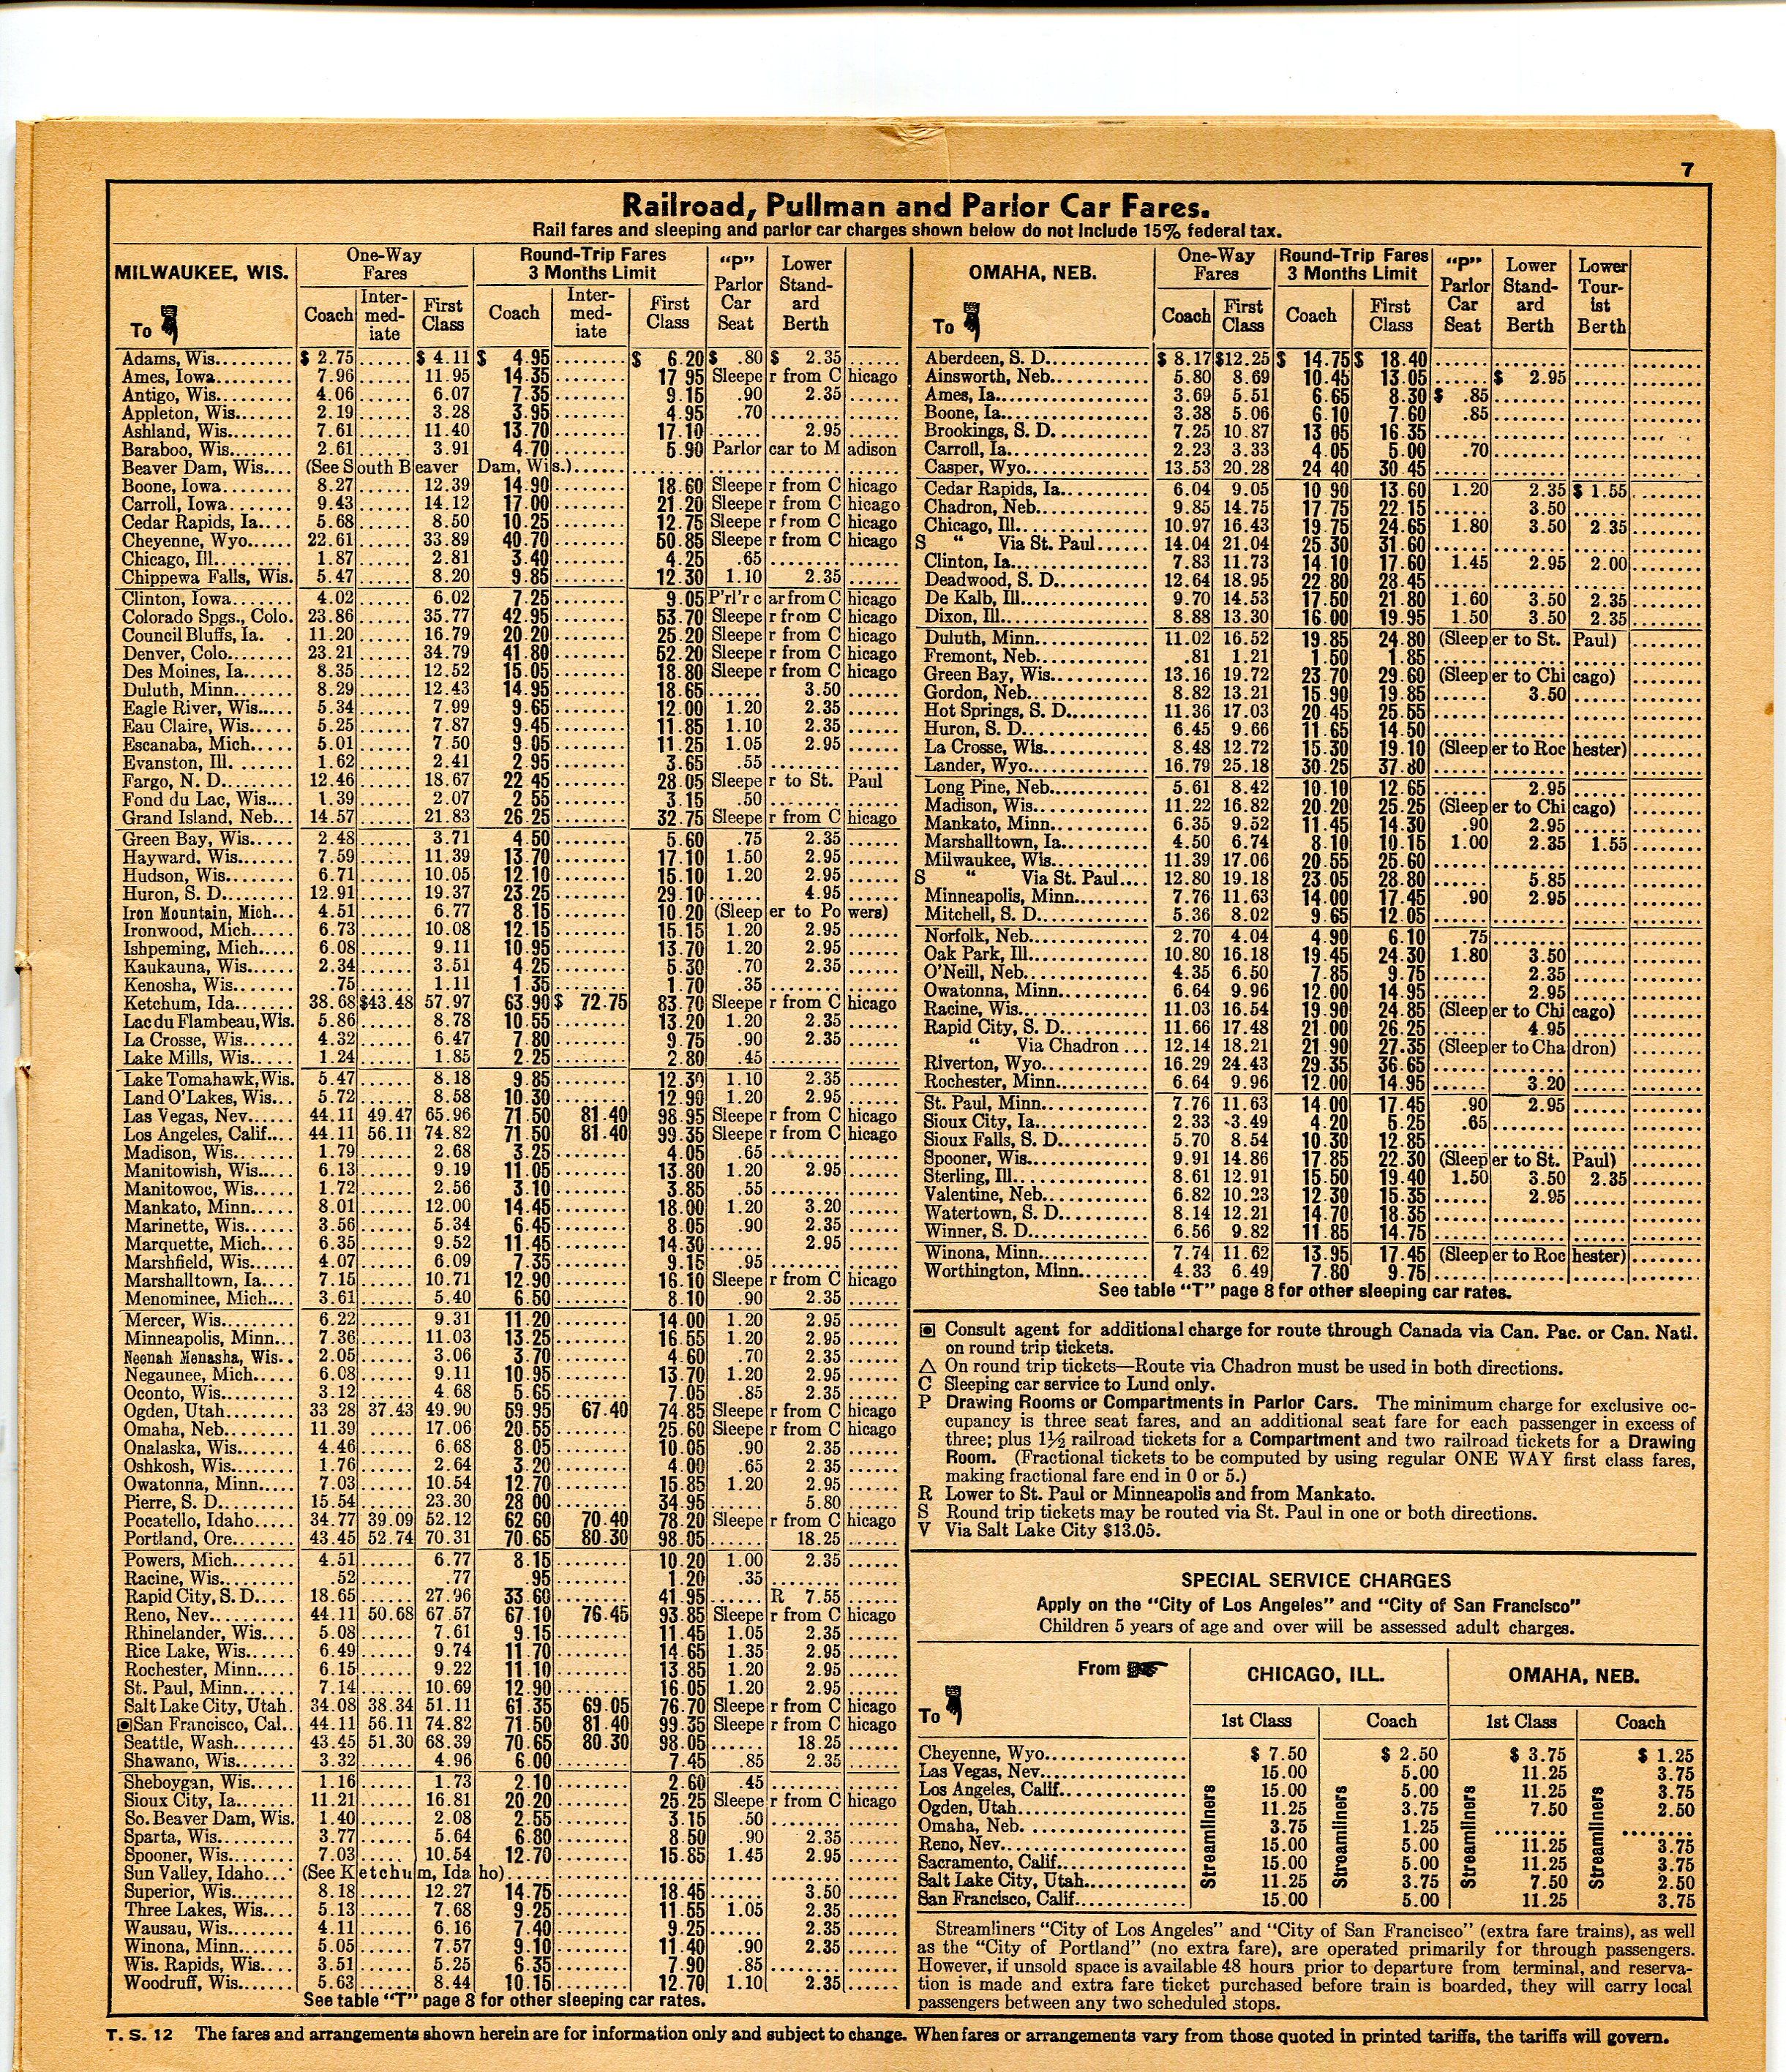 7
Railroad, Pullman and Parlor Car Fares.
Rail fares and sleeping and parlor car charges shown below do not include 15% federal tax.
MILWAUKEE, WIS.
To
One-Way Fares
Round-Trip Fares 3 Months Limit
"P" Parlor Car Seat
Lower Standard Berth
Coach Intermediate First Class Coach Intermediate First Class
Adams, Wis. $ 2.75 $ 4.11 $ 4.95 $ 6.20 $ .80 $ 2.35
Ames, Iowa 7.96 11.95 14.35 17 95 Sleeper from Chicago
Antigo, Wis. 4.06 6.07 7.35 9.15 .90 2.35
Appleton, Wis. 2.19 3.28 3.95 4.95 .70
Ashland, Wis. 7.61 11.40 13.70 17.10 2.95
Baraboo, Wis. 2.61 3.91 4.70 5.90 Parlor car to Madison
Beaver Dam, Wis. (See South Beaver Dam, Wis.)
Boone, Iowa 8.27 12.39 14.90 18.60 Sleeper from Chicago
Carroll, Iowa 9.43 14.12 17.00 21.20 Sleeper from Chicago
Cedar Rapids, Ia. 5.68 8.50 10.25 12.75 Sleeper from Chicago
Cheyenne, Wyo. 22.61 33.89 40.70 50.85 Sleeper from Chicago
Chicago, Ill. 1.87 2.81 3.40 4.25 .65
Chippewa Falls, Wis. 5.47 8.20 9.85 12.30 1.10 2.35
Clinton, Iowa 4.02 6.02 7.25 9.05 P'rl'r car from Chicago
Colorado Spgs., Colo. 23.86 35.77 42.95 53.70 Sleeper from Chicago
Council Bluffs, Ia. 11.20 16.79 20.20 25.20 Sleeper from Chicago
Denver, Colo. 23.21 34.79 41.80 52.20 Sleeper from Chicago
Des Moines, Ia. 8.35 12.52 15.05 18.80 Sleeper from Chicago
Duluth, Minn. 8.29 12.43 14.95 18.65 3.50
Eagle River, Wis. 5.34 7.99 9.65 12.00 1.20 2.35
Eau Claire, Wis. 5.25 7.87 9.45 11.85 1.10 2.35
Escanaba, Mich. 5.01 7.50 9.05 11.25 1.05 2.95
Evanston, Ill. 1.62 2.41 2.95 3.65 .55
Fargo, N. D. 12.46 18.67 22 45 28.05 Sleeper to St. Paul
Fond du Lac, Wis. 1.39 2.07 2 55 3.15 .50
Grand Island, Neb. 14.57 21.83 26 25 32.75 Sleeper from Chicago
Green Bay, Wis. 2.48 3.71 4.50 5.60 .75 2.35
Hayward, Wis. 7.59 11.39 13.70 17.10 1.50 2.95
Hudson, Wis. 6.71 10.05 12.10 15.10 1.20 2.95
Huron, S. D. 12.91 19.37 23.25 29.10 4.95
Iron Mountain, Mich. 4.51 6.77 8.15 10.20 (Sleeper to Powers)
Ironwood, Mich. 6.73 10.08 12.15 15.15 1.20 2.95
Ishpeming, Mich. 6.08 9.11 10.95 13.70 1.20 2.95
Kaukauna, Wis. 2.34 3.51 4.25 5.30 .70 2.35
Kenosha, Wis. .75 1.11 1.35 1.70 .35
Ketchum, Ida. 38.68 $43.48 57.97 63.90 $ 72.75 83.70 Sleeper from Chicago
Lac du Flambeau, Wis. 5.86 8.78 10.55 13.20 1.20 2.35
La Crosse, Wis. 4.32 6.47 7.80 9.75 .90 2.35
Lake Mills, Wis. 1.24 1.85 2.25 2.80 .45
Lake Tomahawk, Wis. 5.47 8.18 9.85 12.30 1.10 2.35
Land O'Lakes, Wis. 5.72 8.58 10.30 12.90 1.20 2.95
Las Vegas, Nev. 44.11 49.47 65.96 71.50 81.40 98.95 Sleeper from Chicago
Los Angeles, Calif. 44.11 56.11 74.82 71.50 81.40 99.35 Sleeper from Chicago
Madison, Wis. 1.79 2.68 3.25 4.05 .65
Manitowish, Wis. 6.13 9.19 11.05 13.80 1.20 2.95
Manitowoc, Wis. 1.72 2.56 3.10 3.85 .55
Mankato, Minn. 8.01 12.00 14.45 18.00 1.20 3.20
Marinette, Wis. 3.56 5.34 6.45 8.05 .90 2.35
Marquette, Mich. 6.35 9.52 11.45 14.30 2.95
Marshfield, Wis. 4.07 6.09 7.35 9.15 .95
Marshalltown, Ia. 7.15 10.71 12.90 16.10 Sleeper from Chicago
Menominee, Mich. 3.61 5.40 6.50 8.10 .90 2.35
Mercer, Wis. 6.22 9.31 11.20 14.00 1.20 2.95
Minneapolis, Minn. 7.36 11.03 13.25 16.55 1.20 2.95
Neenah Menasha, Wis. 2.05 3.06 3.70 4.60 .70 2.35
Negaunee, Mich. 6.08 9.11 10.95 13.70 1.20 2.95
Oconto, Wis. 3.12 4.68 5.65 7.05 .85 2.35
Ogden, Utah 33 28 37.43 49.90 59.95 67.40 74.85 Sleeper from Chicago
Omaha, Neb. 11.39 17.06 20.55 25.60 Sleeper from Chicago
Onalaska, Wis. 4.46 6.68 8.05 10.05 .90 2.35
Oshkosh, Wis. 1.76 2.64 3.20 4.00 .65 2.35
Owatonna, Minn. 7.03 10.54 12.70 15.85 1.20 2.95
Pierre, S. D. 15.54 23.30 28 00 34.95 5.80
Pocatello, Idaho 34.77 39.09 52.12 62 60 70.40 78.20 Sleeper from Chicago
Portland, Ore. 43.45 52.74 70.31 70.65 80.30 98.05 18.25
Powers, Mich. 4.51 6.77 8.15 10.20 1.00 2.35
Racine, Wis. .52 .77 .95 1.20 .35
Rapid City, S. D. 18.65 27.96 33.60 41.95 R 7.55
Reno, Nev. 44.11 50.68 67.57 67.10 76.45 93.85 Sleeper from Chicago
Rhinelander, Wis. 5.08 7.61 9.15 11.45 1.05 2.35
Rice Lake, Wis. 6.49 9.74 11.70 14.65 1.35 2.95
Rochester, Minn. 6.15 9.22 11.10 13.85 1.20 2.95
St. Paul, Minn. 7.14 10.69 12.90 16.05 1.20 2.95
Salt Lake City, Utah. 34.08 38.34 51.11 61.35 69.05 76.70 Sleeper from Chicago
San Francisco, Cal. 44.11 56.11 74.82 71.50 81.40 99.35 Sleeper from Chicago
Seattle, Wash. 43.45 51.30 68.39 70.65 80.30 98.05 18.25
Shawano, Wis. 3.32 4.96 6.00 7.45 .85 2.35
Sheboygan, Wis. 1.16 1.73 2.10 2.60 .45
Sioux City, Ia. 11.21 16.81 20.20 25.25 Sleeper from Chicago
So. Beaver Dam, Wis. 1.40 2.08 2.55 3.15 .50
Sparta, Wis. 3.77 5.64 6.80 8.50 .90 2.35
Spooner, Wis. 7.03 10.54 12.70 15.85 1.45 2.95
Sun Valley, Idaho (See Ketchum, Idaho)
Superior, Wis. 8.18 12.27 14.75 18.45 3.50
Three Lakes, Wis. 5.13 7.68 9.25 11.55 1.05 2.35
Wausau, Wis. 4.11 6.16 7.40 9.25 2.35
Winona, Minn. 5.05 7.57 9.10 11.40 .90 2.35
Wis. Rapids, Wis. 3.51 5.25 6.35 7.90 .85
Woodruff, Wis. 5.63 8.44 10.15 12.70 1.10 2.35
See table "T" page 8 for other sleeping car rates.
OMAHA, NEB.
To
One-Way Fares
Round-Trip Fares 3 Months Limit
"P" Parlor Car Seat
Lower Standard Berth
Lower Tourist Berth
Coach First Class Coach First Class
Aberdeen, S. D. $ 8.17 $12.25 $ 14.75 $ 18.40
Ainsworth, Neb. 5.80 8.69 10.45 13.05 $ 2.95
Ames, Ia. 3.69 5.51 6.65 8.30 $ .85
Boone, Ia. 3.38 5.06 6.10 7.60 .85
Brookings, S. D. 7.25 10.87 13 05 16.35
Carroll, Ia. 2.23 3.33 4.05 5.00 .70
Casper, Wyo. 13.53 20.28 24 40 30.45
Cedar Rapids, Ia. 6.04 9.05 10 90 13.60 1.20 2.35 $ 1.55
Chadron, Neb. 9.85 14.75 17.75 22.15 3.50
Chicago, Ill. 10.97 16.43 19 75 24.65 1.80 3.50 2.35
S " Via St. Paul 14.04 21.04 25 30 31.60
Clinton, Ia. 7.83 11.73 14 10 17.60 1.45 2.95 2.00
Deadwood, S. D. 12.64 18.95 22 80 28.45
De Kalb, Ill. 9.70 14.53 17.50 21.80 1.60 3.50 2.35
Dixon, Ill. 8.88 13.30 16 00 19.95 1.50 3.50 2.35
Duluth, Minn. 11.02 16.52 19.85 24.80 (Sleeper to St. Paul)
Fremont, Neb. .81 1.21 1.50 1.85
Green Bay, Wis. 13.16 19.72 23 70 29.60 (Sleeper to Chicago)
Gordon, Neb. 8.82 13.21 15 90 19.85 3.50
Hot Springs, S. D. 11.36 17.03 20 45 25.55
Huron, S. D. 6.45 9.66 11 65 14.50
La Crosse, Wis. 8.48 12.72 15 30 19.10 (Sleeper to Rochester)
Lander, Wyo. 16.79 25.18 30 25 37.80
Long Pine, Neb. 5.61 8.42 10.10 12.65 2.95
Madison, Wis. 11.22 16.82 20.20 25.25 (Sleeper to Chicago)
Mankato, Minn. 6.35 9.52 11.45 14.30 .90 2.95
Marshalltown, Ia. 4.50 6.74 8.10 10.15 1.00 2.35 1.55
Milwaukee, Wis. 11.39 17.06 20.55 25.60
S " Via St. Paul 12.80 19.18 23 05 28.80 5.85
Minneapolis, Minn. 7.76 11.63 14 00 17.45 .90 2.95
Mitchell, S. D. 5.36 8.02 9 65 12.05
Norfolk, Neb. 2.70 4.04 4.90 6.10 .75
Oak Park, Ill. 10.80 16.18 19.45 24.30 1.80 3.50
O'Neill, Neb. 4.35 6.50 7.85 9.75 2.35
Owatonna, Minn. 6.64 9.96 12.00 14.95 2.95
Racine, Wis. 11.03 16.54 19 90 24.85 (Sleeper to Chicago)
Rapid City, S. D. 11.66 17.48 21 00 26.25 4.95
" Via Chadron 12.14 18.21 21 90 27.35 (Sleeper to Chadron)
Riverton, Wyo. 16.29 24.43 29.35 36.65
Rochester, Minn. 6.64 9.96 12.00 14.95 3.20
St. Paul, Minn. 7.76 11.63 14.00 17.45 .90 2.95
Sioux City, Ia. 2.33 3.49 4.20 5.25 .65
Sioux Falls, S. D. 5.70 8.54 10.30 12.85
Spooner, Wis. 9.91 14.86 17.85 22.30 (Sleeper to St. Paul)
Sterling, Ill. 8.61 12.91 15.50 19.40 1.50 3.50 2.35
Valentine, Neb. 6.82 10.23 12.30 15.35 2.95
Watertown, S. D. 8.14 12.21 14.70 18.35
Winner, S. D. 6.56 9.82 11 85 14.75
Winona, Minn. 7.74 11.62 13.95 17.45 (Sleeper to Rochester)
Worthington, Minn. 4.33 6.49 7.80 9.75
See table "T" page 8 for other sleeping car rates.
Consult agent for additional charge for route through Canada via Can. Pac. or Can. Natl.
on round trip tickets.
△ On round trip tickets—Route via Chadron must be used in both directions.
C Sleeping car service to Lund only.
P Drawing Rooms or Compartments in Parlor Cars. The minimum charge for exclusive oc-
cupancy is three seat fares, and an additional seat fare for each passenger in excess of
three; plus 1½ railroad tickets for a Compartment and two railroad tickets for a Drawing
Room. (Fractional tickets to be computed by using regular ONE WAY first class fares,
making fractional fare end in 0 or 5.)
R Lower to St. Paul or Minneapolis and from Mankato.
S Round trip tickets may be routed via St. Paul in one or both directions.
V Via Salt Lake City $13.05.
SPECIAL SERVICE CHARGES
Apply on the "City of Los Angeles" and "City of San Francisco"
Children 5 years of age and over will be assessed adult charges.
From CHICAGO, ILL. OMAHA, NEB.
To 1st Class Coach 1st Class Coach
Streamliners Streamliners Streamliners Streamliners
Cheyenne, Wyo. $ 7.50 $ 2.50 $ 3.75 $ 1.25
Las Vegas, Nev. 15.00 5.00 11.25 3.75
Los Angeles, Calif. 15.00 5.00 11.25 3.75
Ogden, Utah 11.25 3.75 7.50 2.50
Omaha, Neb. 3.75 1.25
Reno, Nev. 15.00 5.00 11.25 3.75
Sacramento, Calif. 15.00 5.00 11.25 3.75
Salt Lake City, Utah 11.25 3.75 7.50 2.50
San Francisco, Calif. 15.00 5.00 11.25 3.75
Streamliners "City of Los Angeles" and "City of San Francisco" (extra fare trains), as well
as the "City of Portland" (no extra fare), are operated primarily for through passengers.
However, if unsold space is available 48 hours prior to departure from terminal, and reserva-
tion is made and extra fare ticket purchased before train is boarded, they will carry local
passengers between any two scheduled stops.
T. S. 12 The fares and arrangements shown herein are for information only and subject to change. When fares or arrangements vary from those quoted in printed tariffs, the tariffs will govern.